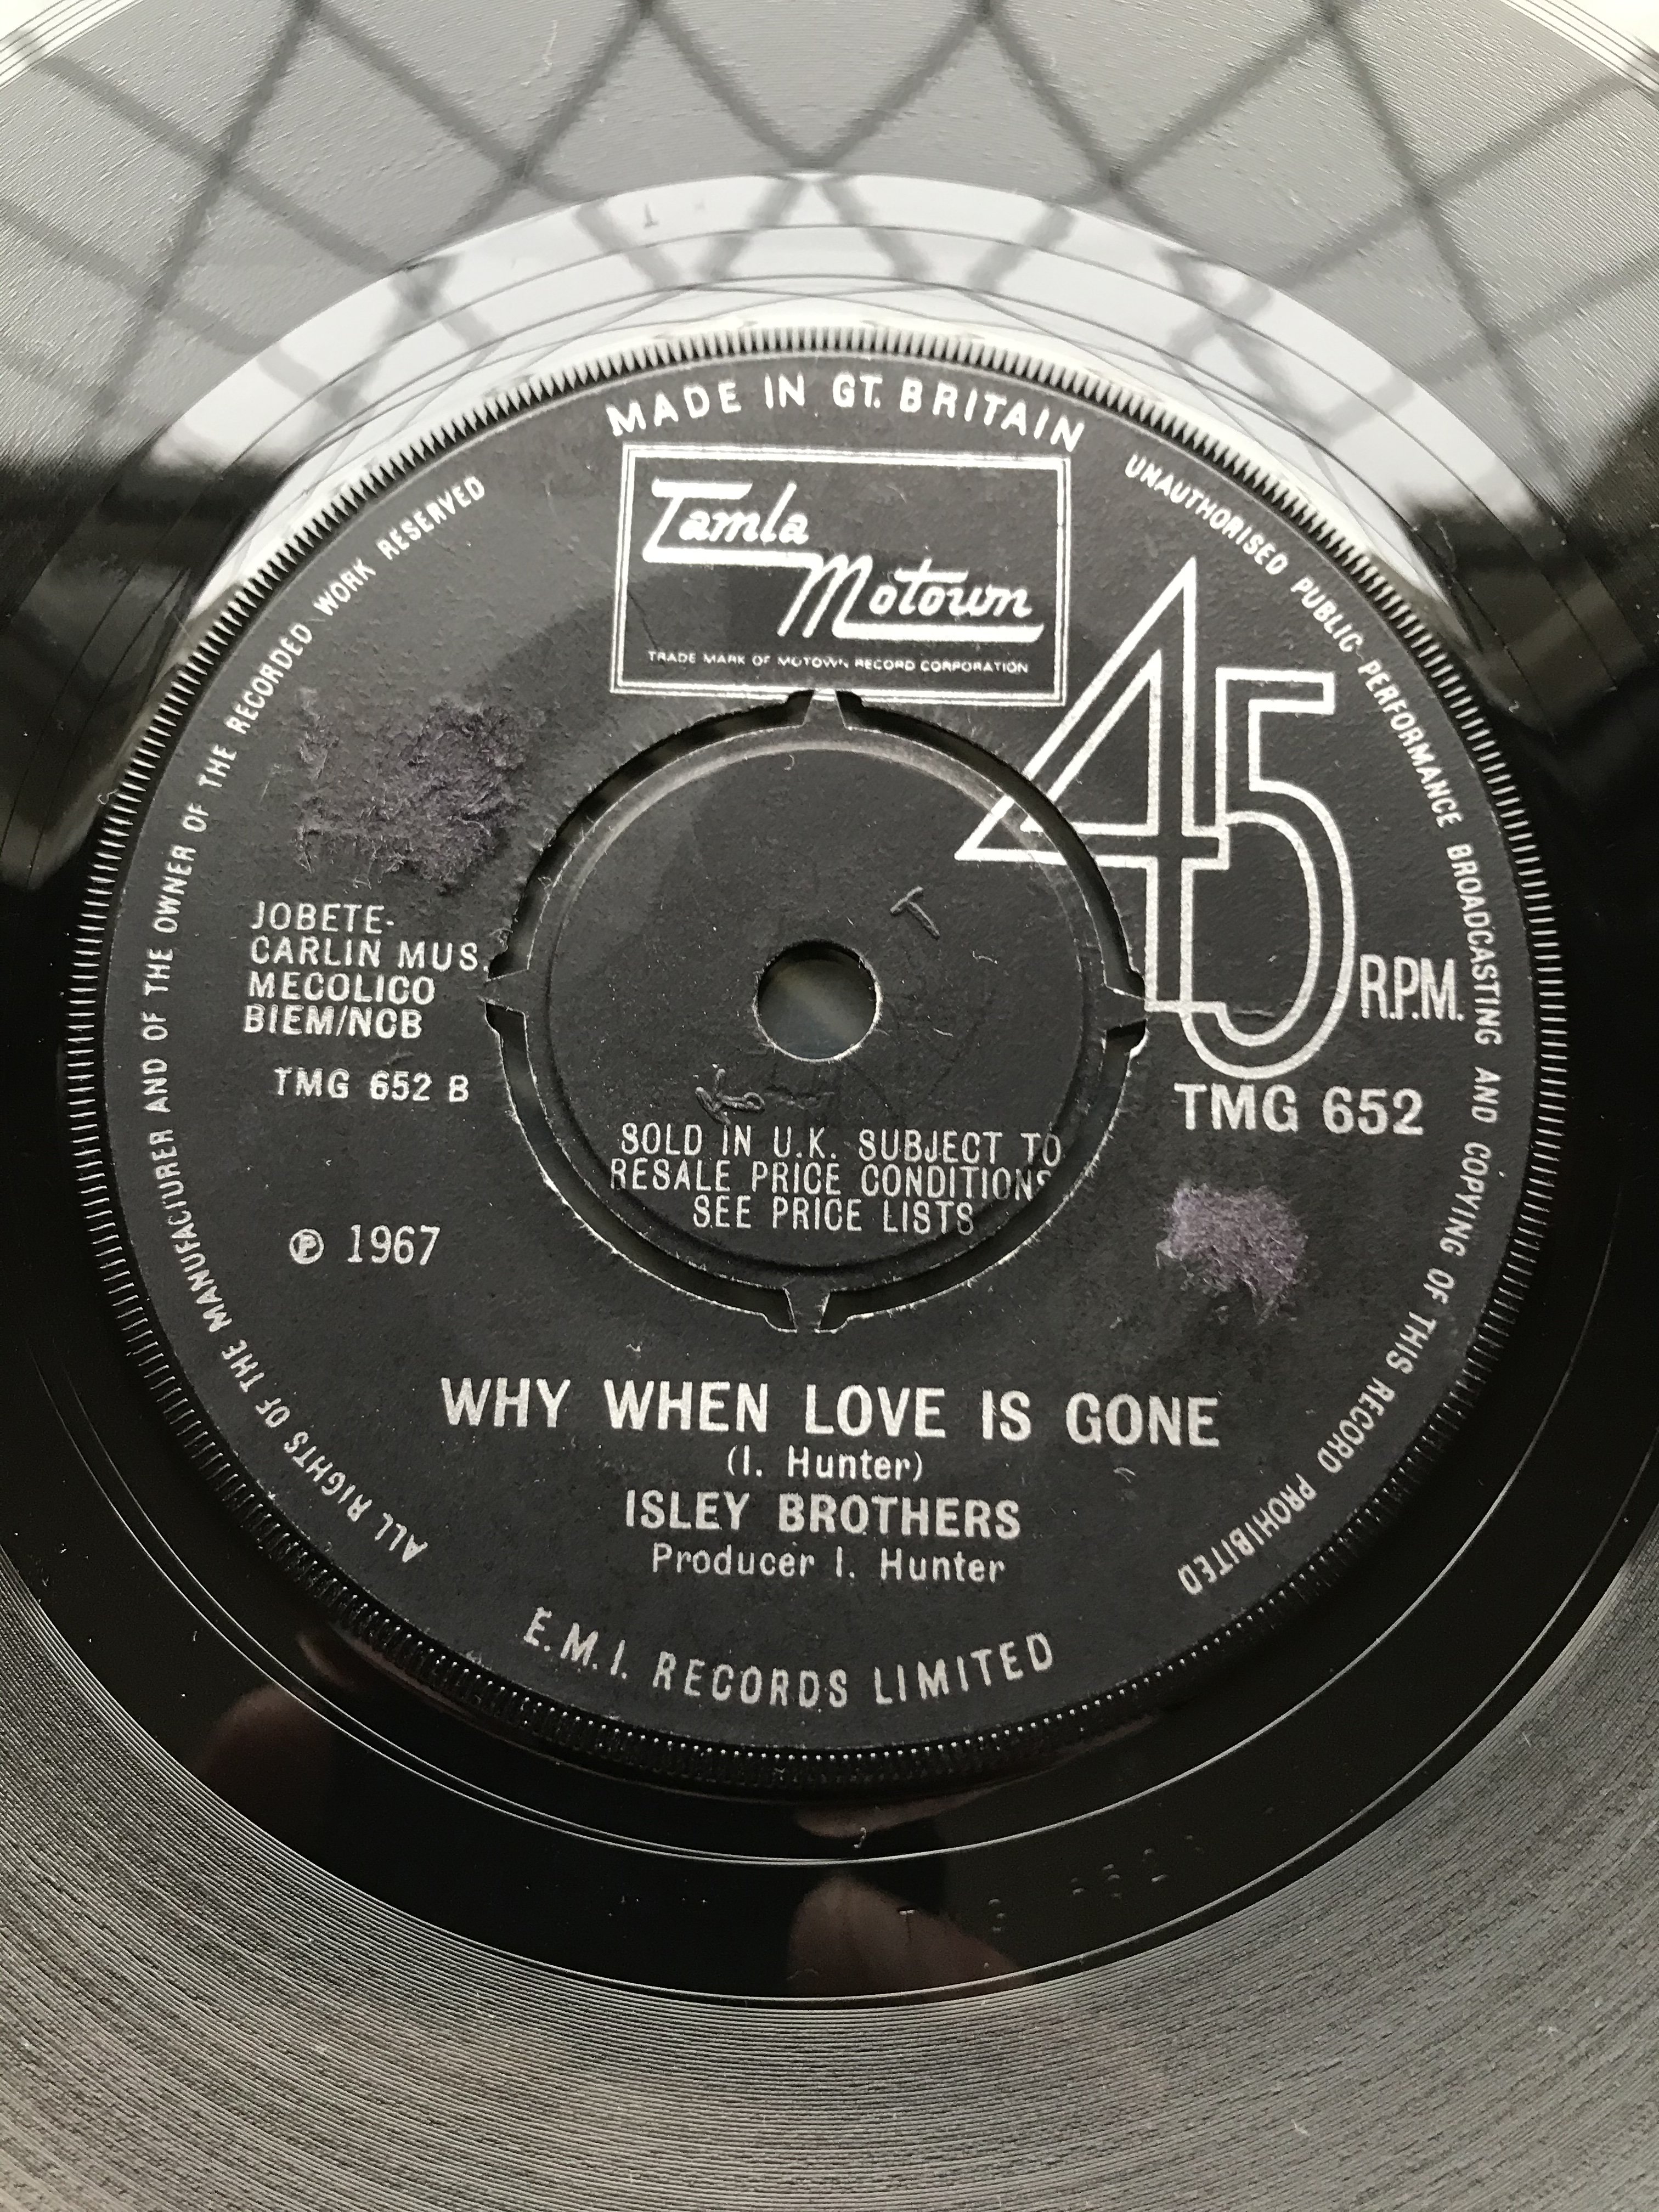 MADE IN GT. BRITAIN
Tamla
Motown
TRADE MARK OF MOTOWN RECORD CORPORATION
ALL RIGHTS OF THE MANUFACTURER AND OF THE OWNER OF THE RECORDED WORK RESERVED
UNAUTHORISED PUBLIC PERFORMANCE BROADCASTING AND COPYING OF THIS RECORD PROHIBITED
45 R.P.M.
JOBETE-
CARLIN MUS.
MECOLICO
BIEM/NCB
TMG 652 B
TMG 652
SOLD IN U.K. SUBJECT TO
RESALE PRICE CONDITIONS
SEE PRICE LISTS
℗ 1967
WHY WHEN LOVE IS GONE
(I. Hunter)
ISLEY BROTHERS
Producer I. Hunter
E.M.I. RECORDS LIMITED